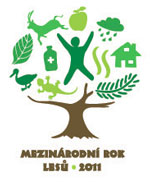 MEZINÁRODNÍ ROK
LESŮ • 2011